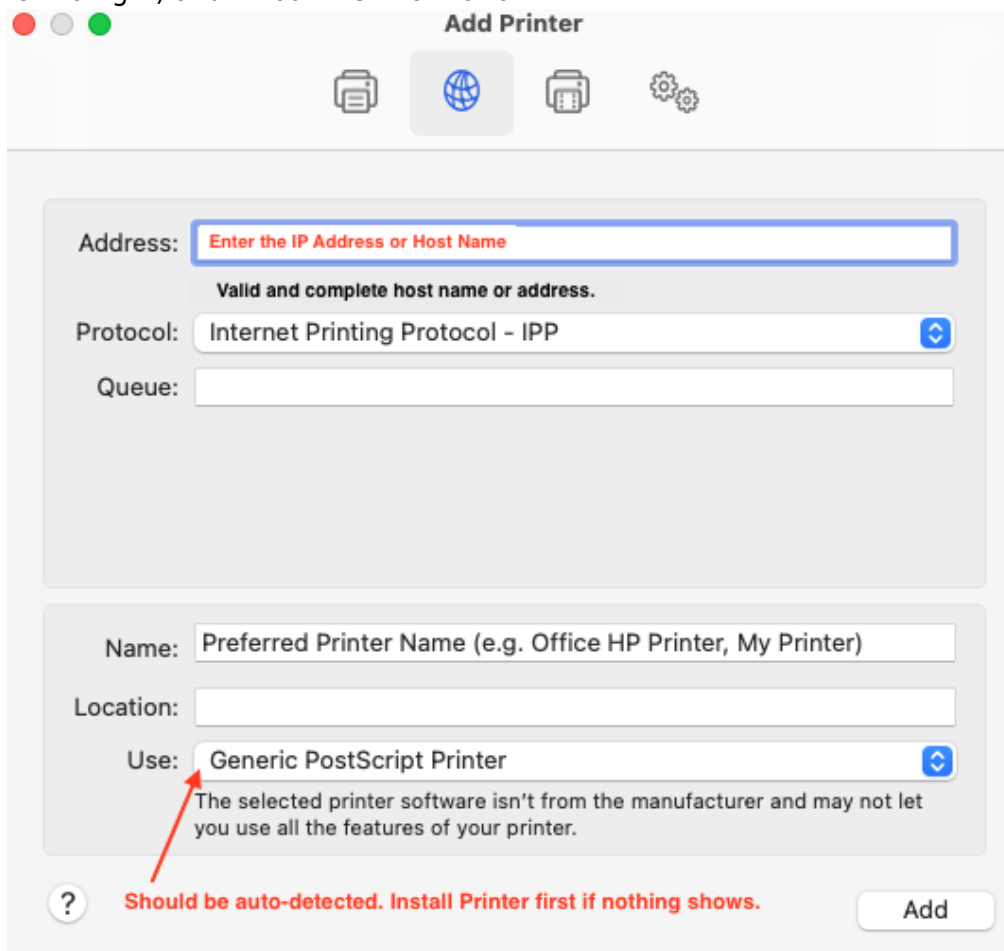 Add Printer
Address: Enter the IP Address or Host Name
Valid and complete host name or address.
Protocol: Internet Printing Protocol – IPP
Queue:
Name: Preferred Printer Name (e.g. Office HP Printer, My Printer)
Location:
Use: Generic PostScript Printer
The selected printer software isn't from the manufacturer and may not let
you use all the features of your printer.
? Should be auto-detected. Install Printer first if nothing shows.
Add